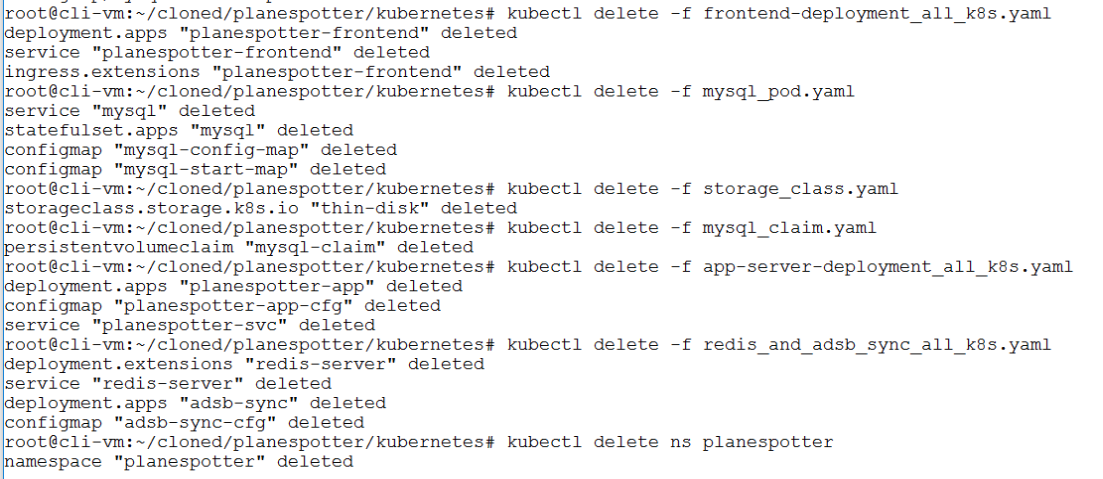 root@cli-vm:~/cloned/planespotter/kubernetes# kubectl delete -f frontend-deployment_all_k8s.yaml
deployment.apps "planespotter-frontend" deleted
service "planespotter-frontend" deleted
ingress.extensions "planespotter-frontend" deleted
root@cli-vm:~/cloned/planespotter/kubernetes# kubectl delete -f mysql_pod.yaml
service "mysql" deleted
statefulset.apps "mysql" deleted
configmap "mysql-config-map" deleted
configmap "mysql-start-map" deleted
root@cli-vm:~/cloned/planespotter/kubernetes# kubectl delete -f storage_class.yaml
storageclass.storage.k8s.io "thin-disk" deleted
root@cli-vm:~/cloned/planespotter/kubernetes# kubectl delete -f mysql_claim.yaml
persistentvolumeclaim "mysql-claim" deleted
root@cli-vm:~/cloned/planespotter/kubernetes# kubectl delete -f app-server-deployment_all_k8s.yaml
deployment.apps "planespotter-app" deleted
configmap "planespotter-app-cfg" deleted
service "planespotter-svc" deleted
root@cli-vm:~/cloned/planespotter/kubernetes# kubectl delete -f redis_and_adsb_sync_all_k8s.yaml
deployment.extensions "redis-server" deleted
service "redis-server" deleted
deployment.apps "adsb-sync" deleted
configmap "adsb-sync-cfg" deleted
root@cli-vm:~/cloned/planespotter/kubernetes# kubectl delete ns planespotter
namespace "planespotter" deleted